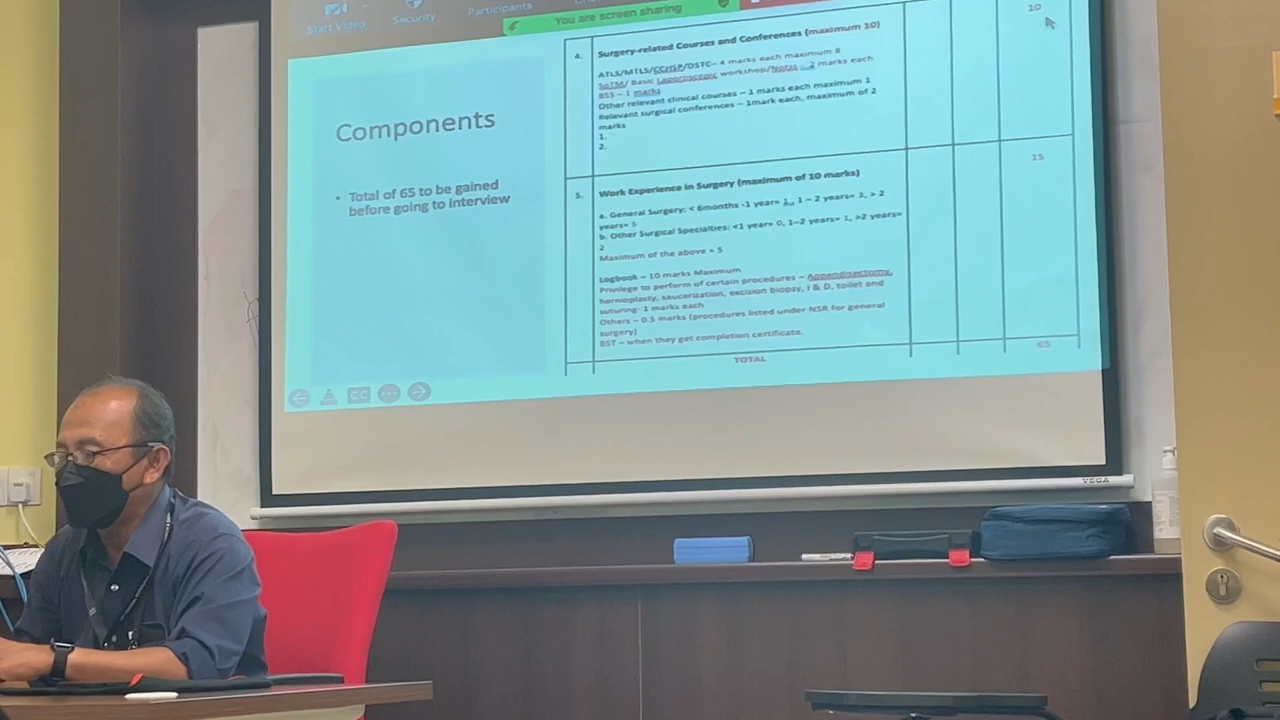 Start Video
Security
Participants
You are screen sharing
Components
• Total of 65 to be gained
before going to interview
4.
Surgery-related Courses and Conferences (maximum 10)
10
ATLS/MTLS/CCrISP/DSTC– 4 marks each maximum 8
SoTM/ Basic Laparoscopic workshop/Notss – 2 marks each
BSS – 1 marks
Other relevant clinical courses – 1 marks each maximum 1
Relevant surgical conferences – 1mark each, maximum of 2
marks
1.
2.
5.
Work Experience in Surgery (maximum of 10 marks)
15
a. General Surgery: < 6months -1 year= 1, 1 – 2 years= 3, > 2
years= 5
b. Other Surgical Specialties: <1 year= 0, 1–2 years= 1, >2 years=
2
Maximum of the above = 5
Logbook – 10 marks Maximum
Privilege to perform of certain procedures – Appendisectomy,
hernioplasty, saucerization, excision biopsy, I & D, toilet and
suturing- 1 marks each
Others – 0.5 marks (procedures listed under NSR for general
surgery)
BST – when they get completion certificate.
TOTAL
65
CC
VEGA